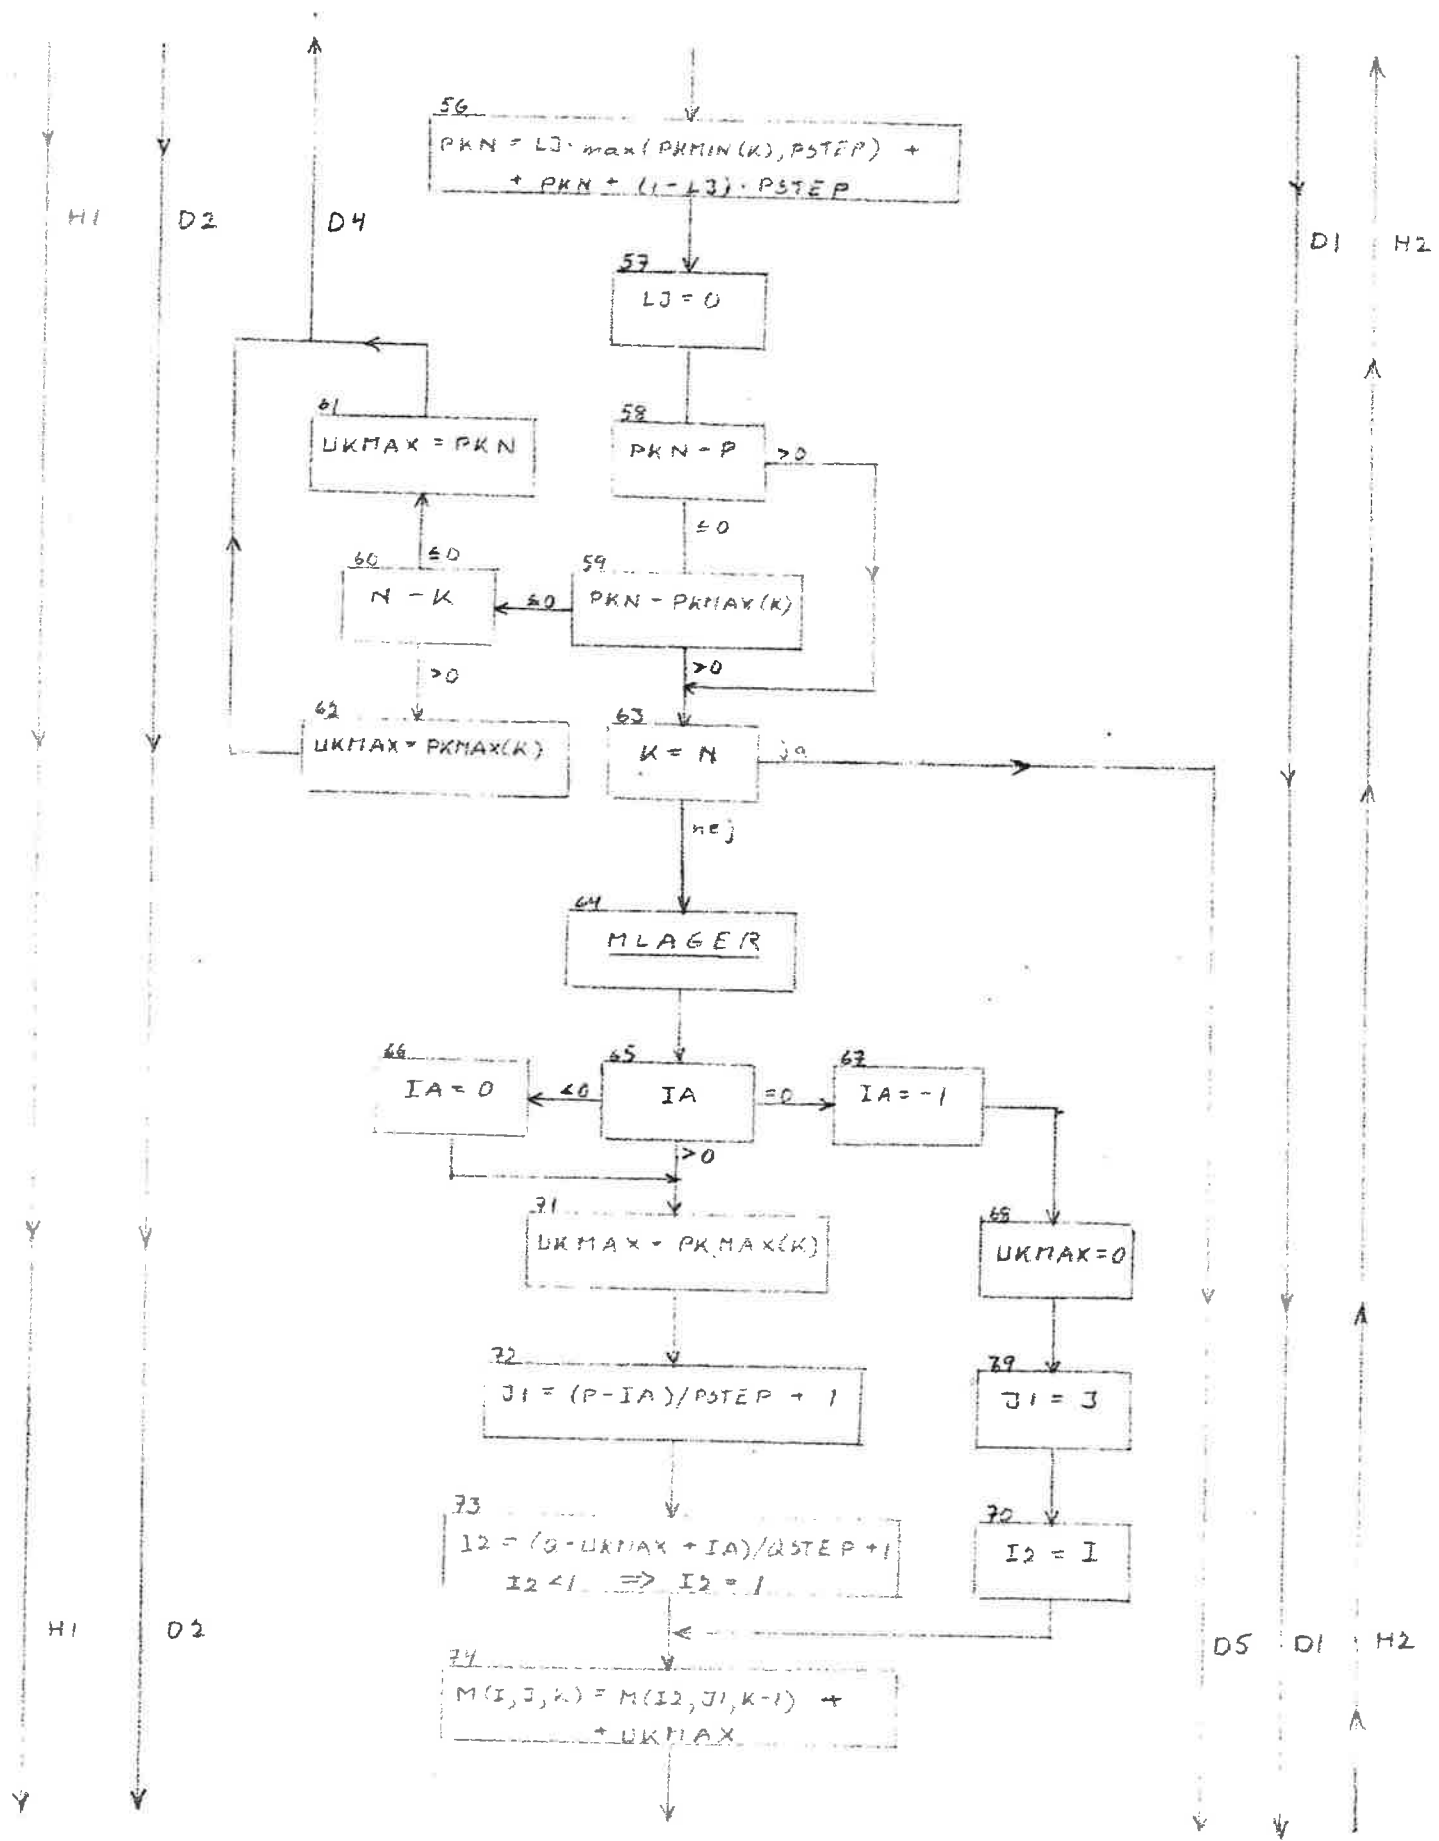 56
PKN = LJ · max(PKMIN(K), PSTEP) +
+ PKN + (1-LJ) · PSTEP
H1
D2
D4
D1
H2
57
LJ = 0
61
UKMAX = PKN
58
PKN - P
>0
≤0
60
N - K
≤0
59
PKN - PKMAX(K)
≤0
>0
>0
62
UKMAX = PKMAX(K)
63
K = N
ja
nej
64
MLAGER
66
IA = 0
<0
65
IA
=0
67
IA = -1
>0
71
UKMAX = PKMAX(K)
68
UKMAX=0
72
J1 = (P-IA)/PSTEP + 1
69
J1 = J
73
I2 = (Q-UKMAX + IA)/QSTEP +1
I2 <1 => I2 = 1
70
I2 = I
H1
D2
D5
D1
H2
74
M(I,J,K) = M(I2,J1,K-1) +
+ UKMAX